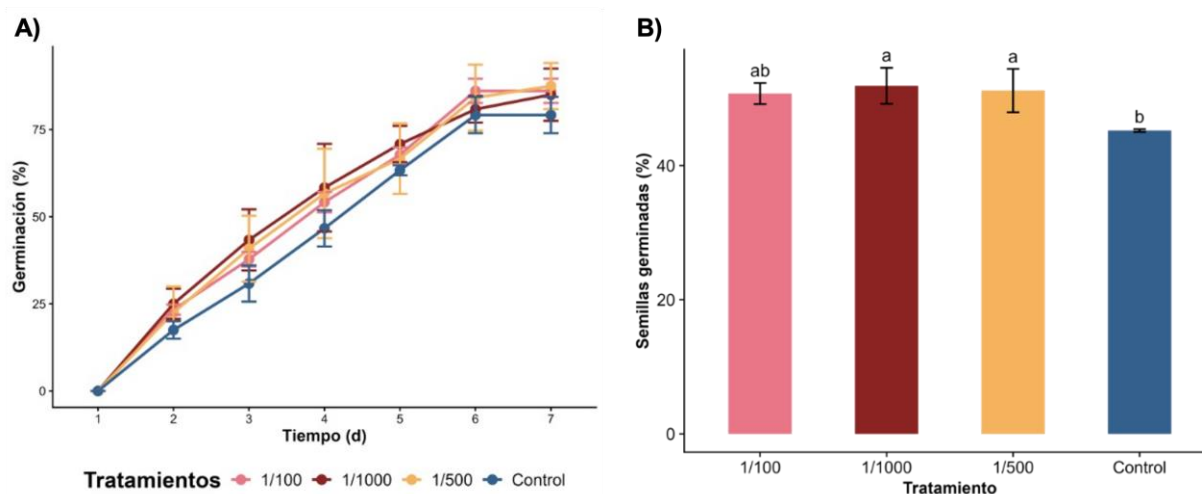 A)
Germinación (%)
75
50
25
0
1 2 3 4 5 6 7
Tiempo (d)
Tratamientos 1/100 1/1000 1/500 Control
B)
Semillas germinadas (%)
40
20
0
ab a a b
1/100 1/1000 1/500 Control
Tratamiento